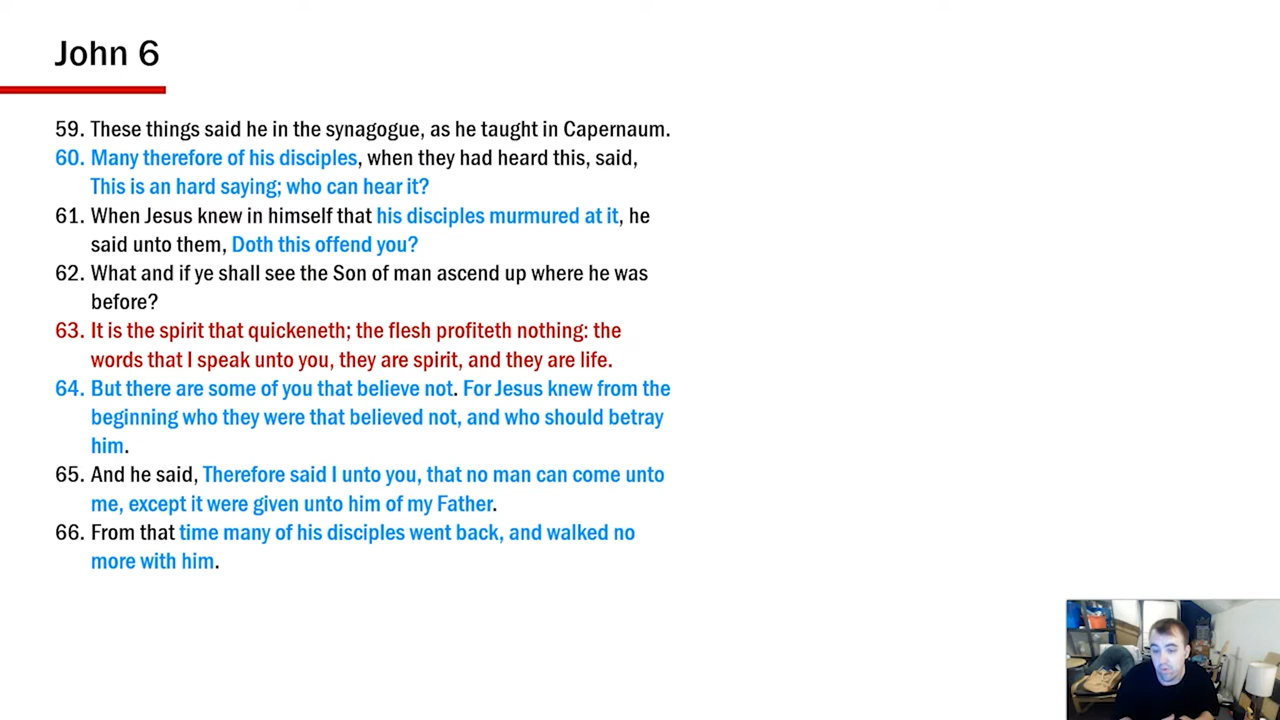 John 6
59. These things said he in the synagogue, as he taught in Capernaum.
60. Many therefore of his disciples, when they had heard this, said,
This is an hard saying; who can hear it?
61. When Jesus knew in himself that his disciples murmured at it, he
said unto them, Doth this offend you?
62. What and if ye shall see the Son of man ascend up where he was
before?
63. It is the spirit that quickeneth; the flesh profiteth nothing: the
words that I speak unto you, they are spirit, and they are life.
64. But there are some of you that believe not. For Jesus knew from the
beginning who they were that believed not, and who should betray
him.
65. And he said, Therefore said I unto you, that no man can come unto
me, except it were given unto him of my Father.
66. From that time many of his disciples went back, and walked no
more with him.